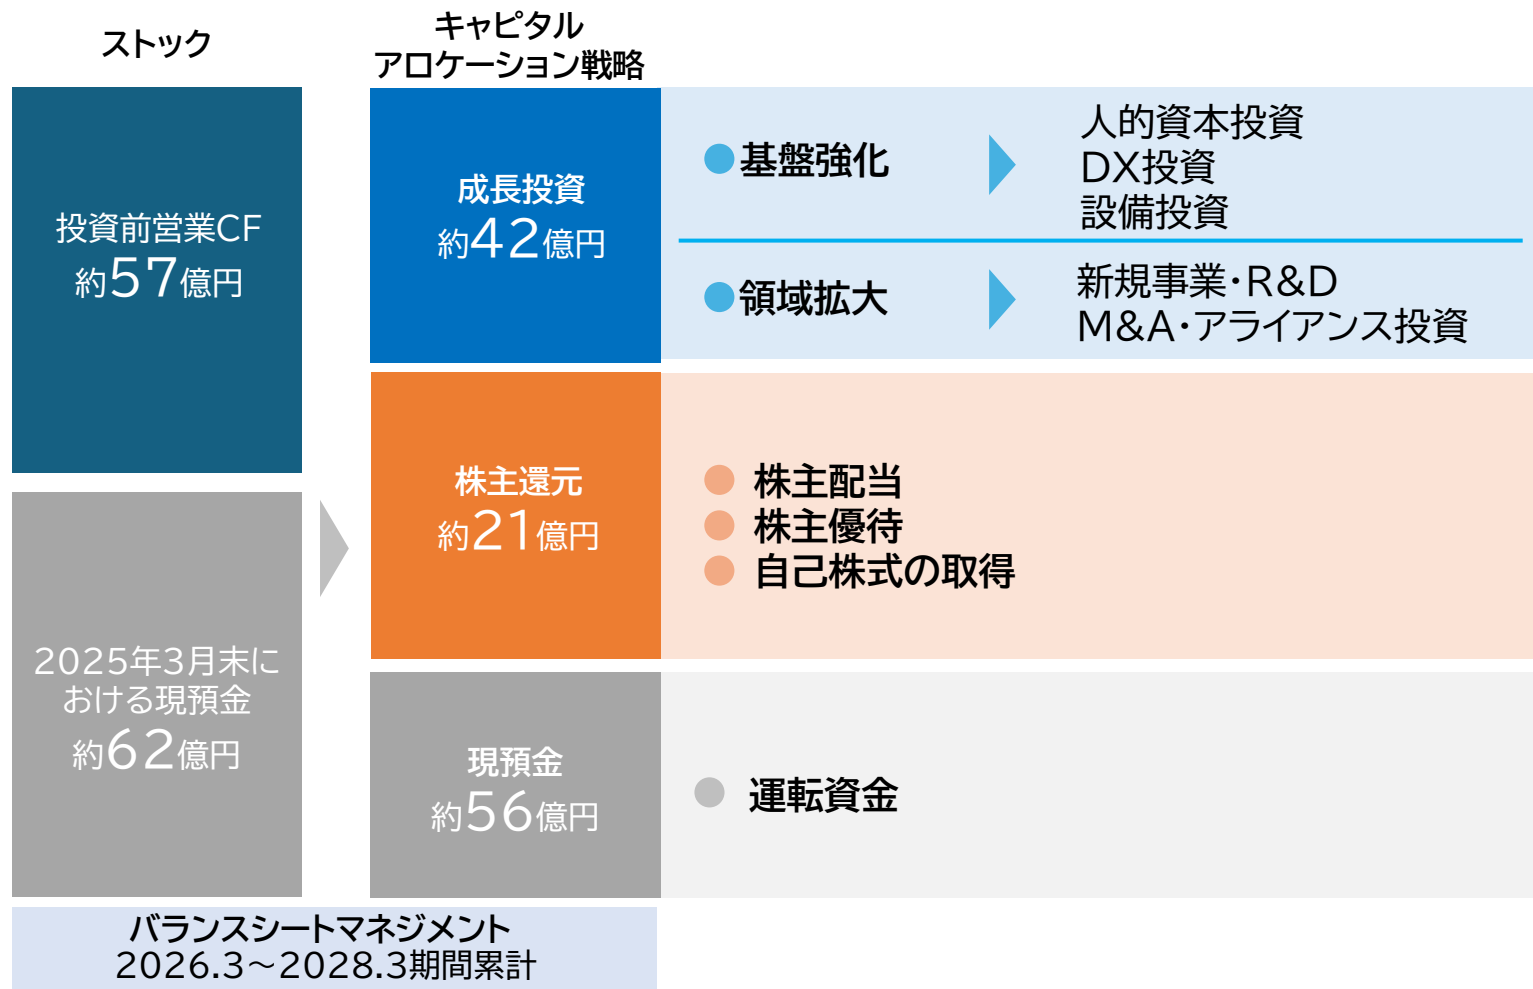 ストック
キャピタル
アロケーション戦略
投資前営業CF
約57億円
2025年3月末に
おける現預金
約62億円
成長投資
約42億円
基盤強化
人的資本投資
DX投資
設備投資
領域拡大
新規事業・R&D
M&A・アライアンス投資
株主還元
約21億円
株主配当
株主優待
自己株式の取得
現預金
約56億円
運転資金
バランスシートマネジメント
2026.3～2028.3期間累計